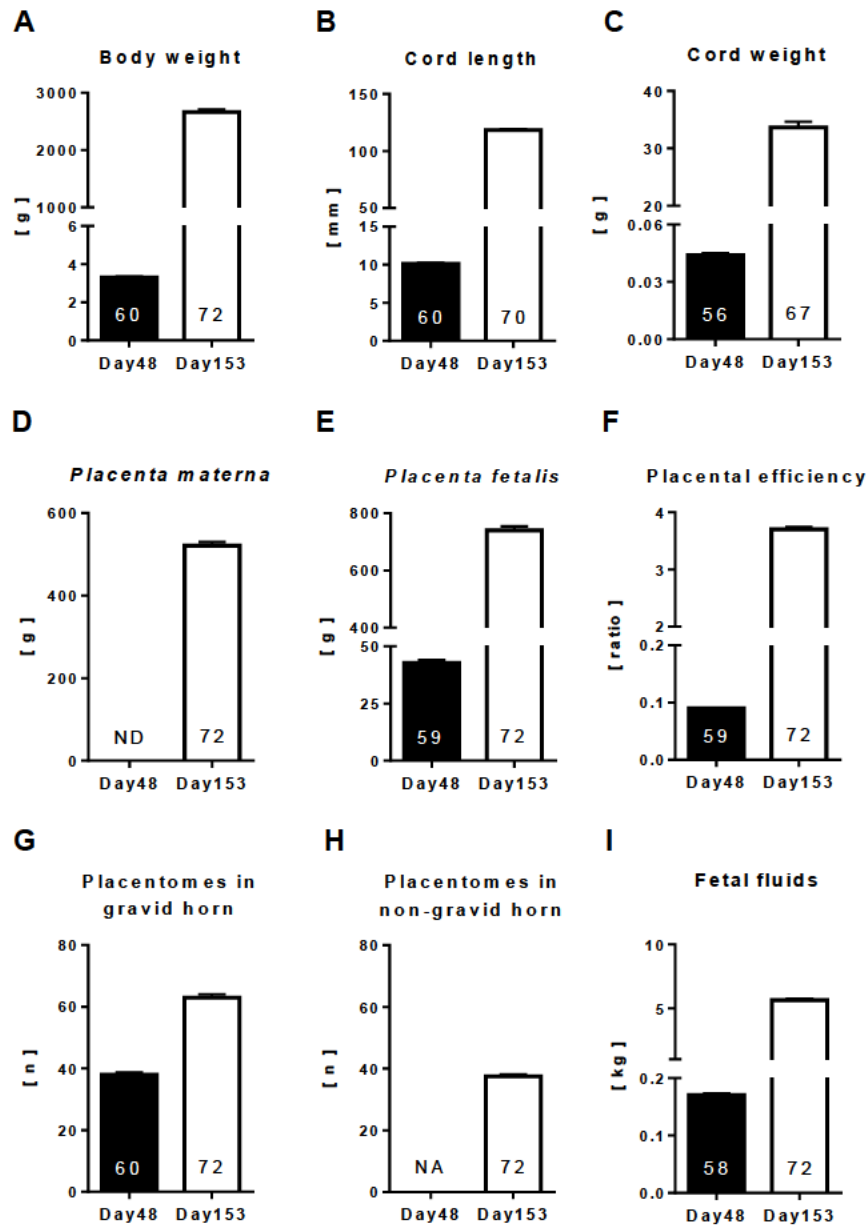 A
Body weight
3000
2000
1000
6
4
2
0
[g]
60
72
Day48 Day153
B
Cord length
150
100
50
15
10
5
0
[mm]
60
70
Day48 Day153
C
Cord weight
40
30
20
0.06
0.03
0.00
[g]
56
67
Day48 Day153
D
Placenta materna
600
400
200
0
[g]
ND
72
Day48 Day153
E
Placenta fetalis
800
600
400
50
25
0
[g]
59
72
Day48 Day153
F
Placental efficiency
4
3
2
0.2
0.1
0.0
[ratio]
59
72
Day48 Day153
G
Placentomes in
gravid horn
80
60
40
20
0
[n]
60
72
Day48 Day153
H
Placentomes in
non-gravid horn
80
60
40
20
0
[n]
NA
72
Day48 Day153
I
Fetal fluids
10
5
0.2
0.1
0.0
[kg]
58
72
Day48 Day153